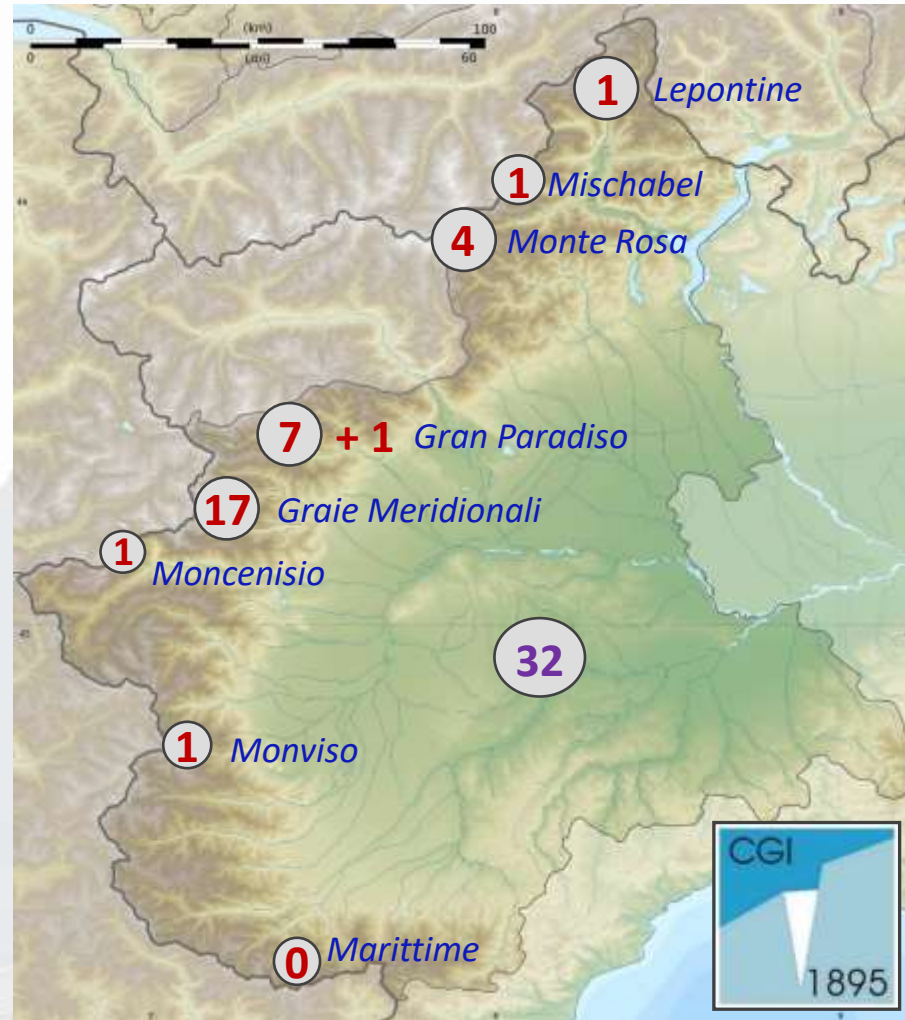 0 (km) 100
0 (mi) 60
1 Lepontine
1 Mischabel
4 Monte Rosa
7 + 1 Gran Paradiso
17 Graie Meridionali
1 Moncenisio
32
1 Monviso
0 Marittime
CGI
1895